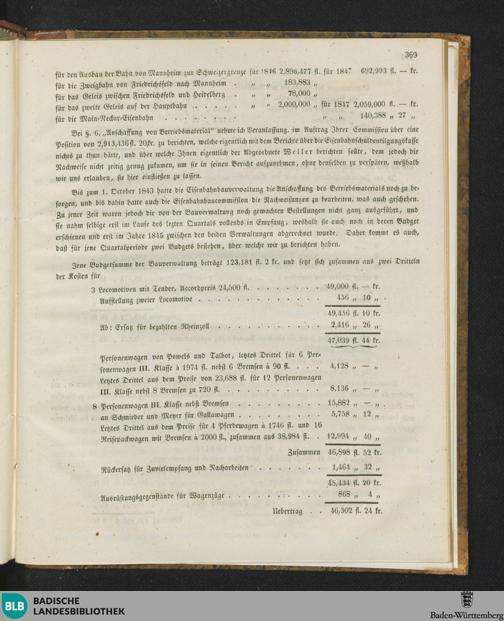 369
für den Ausbau der Bahn von Mannheim zur Schweizergrenze für 1846 2,896,477 fl. für 1847 692,993 fl. — kr.
für die Zweigbahn von Friedrichsfeld nach Mannheim . „ „ 183,883 „
für das Geleis zwischen Friedrichsfeld und Heidelberg . „ „ 78,000 „
für das zweite Geleis auf der Hauptbahn . . . . . „ „ 2,000,000 „ für 1847 2,059,000 fl. — kr.
für die Main-Neckar-Eisenbahn . . . . . . . . . „ „ 140,388 „ 27 „
Bei §. 6, „Anschaffung von Betriebsmaterial“ nehme ich Veranlassung, im Auftrag Ihrer Commission über eine
Position von 2,913,436 fl. 20 kr. zu berichten, welche eigentlich mit dem Berichte über die Eisenbahnschuldentilgungskasse
nichts zu thun hätte, und über welche Ihnen eigentlich der Abgeordnete Weller berichten sollte, dem jedoch die
Nachweise nicht zeitig genug zukamen, um sie in seinen Bericht aufzunehmen, ohne denselben zu verspäten, weßhalb
wir uns erlauben, sie hier einfließen zu lassen.
Bis zum 1. October 1843 hatte die Eisenbahnbauverwaltung die Anschaffung des Betriebsmaterials noch zu be-
sorgen, und bis dahin hatte auch die Eisenbahncommission die Nachweisungen zu bearbeiten, was auch geschehen.
Zu jener Zeit waren jedoch die von der Bauverwaltung noch gemachten Bestellungen nicht ganz ausgeführt, und
sie nahm selbige erst im Laufe des letzten Quartals vollends in Empfang, weshalb sie auch noch in deren Budget
erschienen und erst im Jahre 1845 zwischen den beiden Verwaltungen abgerechnet wurde. Daher kommt es auch,
daß für jene Quartalperiode zwei Budgets bestehen, über welche wir zu berichten haben.
Jene Budgetsumme der Bauverwaltung beträgt 123,181 fl. 2 kr. und setzt sich zusammen aus zwei Dritteln
der Kosten für
3 Locomotiven mit Tender, Accordpreis 24,500 fl. . . . . . . . . 49,000 fl. — kr.
Aufstellung zweier Locomotive . . . . . . . . . . . 456 „ 10 „ .
49,456 fl. 10 kr.
Ab: Ersatz für bezahlten Rheinzoll . . . . . . . . . 2,416 „ 26 „
47,039 fl. 44 kr.
Personenwagen von Powels und Talbot, letztes Drittel für 6 Per-
sonenwagen III. Klasse à 1974 fl. nebst 6 Bremsen à 90 fl. . . . 4,128 „ — „
Letztes Drittel aus dem Preise von 23,688 fl. für 12 Personenwagen
III. Klasse nebst 8 Bremsen zu 720 fl. . . . . . . . . 8,136 „ — „
8 Personenwagen III. Klasse nebst Bremsen . . . . . . . . 15,882 „ — „ .
an Schmieder und Meyer für Gallawagen . . . . . . . . 5,758 „ 12 „
Letztes Drittel aus dem Preise für 4 Pferdewagen à 1746 fl. und 16
Reisepackwagen mit Bremsen à 2000 fl., zusammen aus 38,984 fl. . 12,994 „ 40 „
Zusammen 46,898 fl. 52 kr.
Rückersatz für Zuvielempfang und Nacharbeiten . . . . . . 1,464 „ 32 „
45,434 fl. 20 kr.
Ausrüstungsgegenstände für Wagenzüge . . . . . . . . . 868 „ 4 „
Uebertrag . . 46,302 fl. 24 kr.
BLB
BADISCHE
LANDESBIBLIOTHEK
Baden-Württemberg